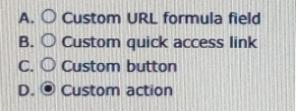 A. Custom URL formula field
B. Custom quick access link
C. Custom button
D. Custom action